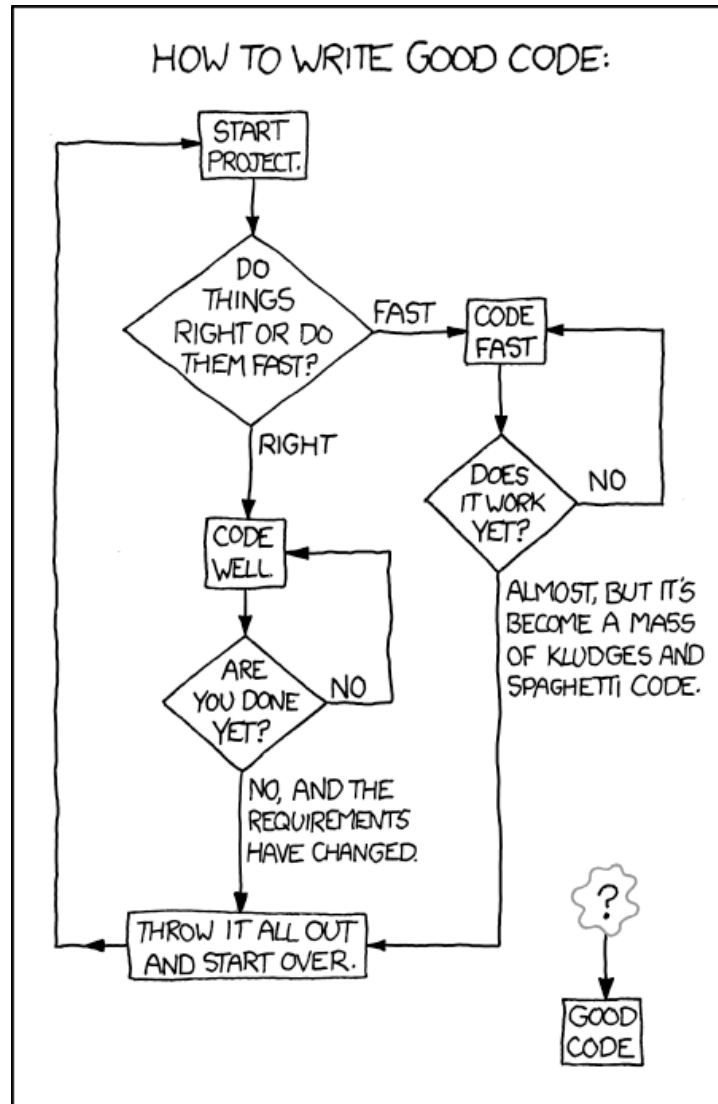 HOW TO WRITE GOOD CODE:
START
PROJECT.
DO
THINGS
RIGHT OR DO
THEM FAST?
FAST
CODE
FAST
RIGHT
DOES
IT WORK
YET?
NO
CODE
WELL.
ARE
YOU DONE
YET?
NO
ALMOST, BUT IT'S
BECOME A MASS
OF KLUDGES AND
SPAGHETTI CODE.
NO, AND THE
REQUIREMENTS
HAVE CHANGED.
THROW IT ALL OUT
AND START OVER.
?
GOOD
CODE